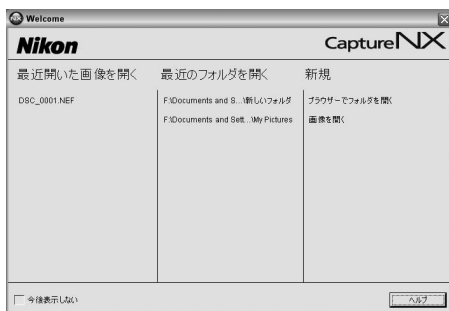 Welcome
Nikon
Capture NX
最近開いた画像を開く
最近のフォルダを開く
新規
DSC_0001.NEF
F:\Documents and S...\新しいフォルダ
ブラウザーでフォルダを開く
F:\Documents and Sett...\My Pictures
画像を開く
今後表示しない
ヘルプ